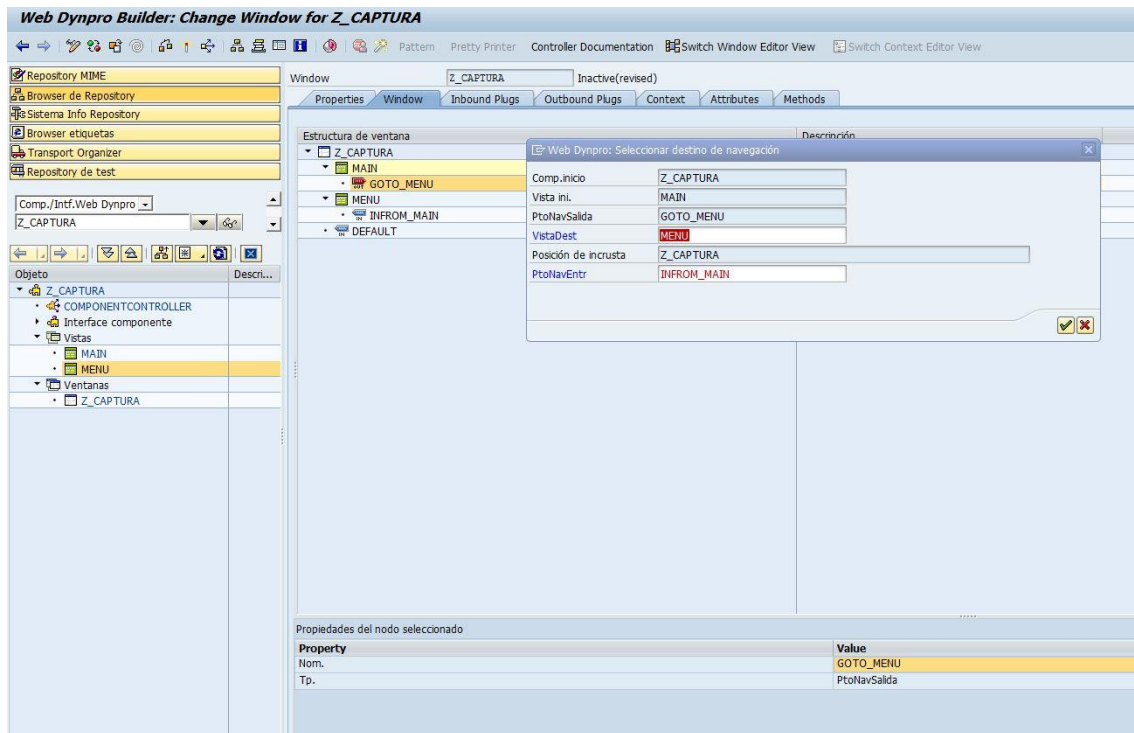 Web Dynpro Builder: Change Window for Z_CAPTURA
Pattern Pretty Printer Controller Documentation Switch Window Editor View Switch Context Editor View
Repository MIME
Browser de Repository
Sistema Info Repository
Browser etiquetas
Transport Organizer
Repository de test
Comp./Intf.Web Dynpro
Z_CAPTURA
Objeto Descri...
Z_CAPTURA
COMPONENTCONTROLLER
Interface componente
Vistas
MAIN
MENU
Ventanas
Z_CAPTURA
Window Z_CAPTURA Inactive(revised)
Properties Window Inbound Plugs Outbound Plugs Context Attributes Methods
Estructura de ventana Descripción
Z_CAPTURA
MAIN
GOTO_MENU
MENU
INFROM_MAIN
DEFAULT
Web Dynpro: Seleccionar destino de navegación
Comp.inicio Z_CAPTURA
Vista ini. MAIN
PtoNavSalida GOTO_MENU
VistaDest MENU
Posición de incrusta Z_CAPTURA
PtoNavEntr INFROM_MAIN
Propiedades del nodo seleccionado
Property Value
Nom. GOTO_MENU
Tp. PtoNavSalida